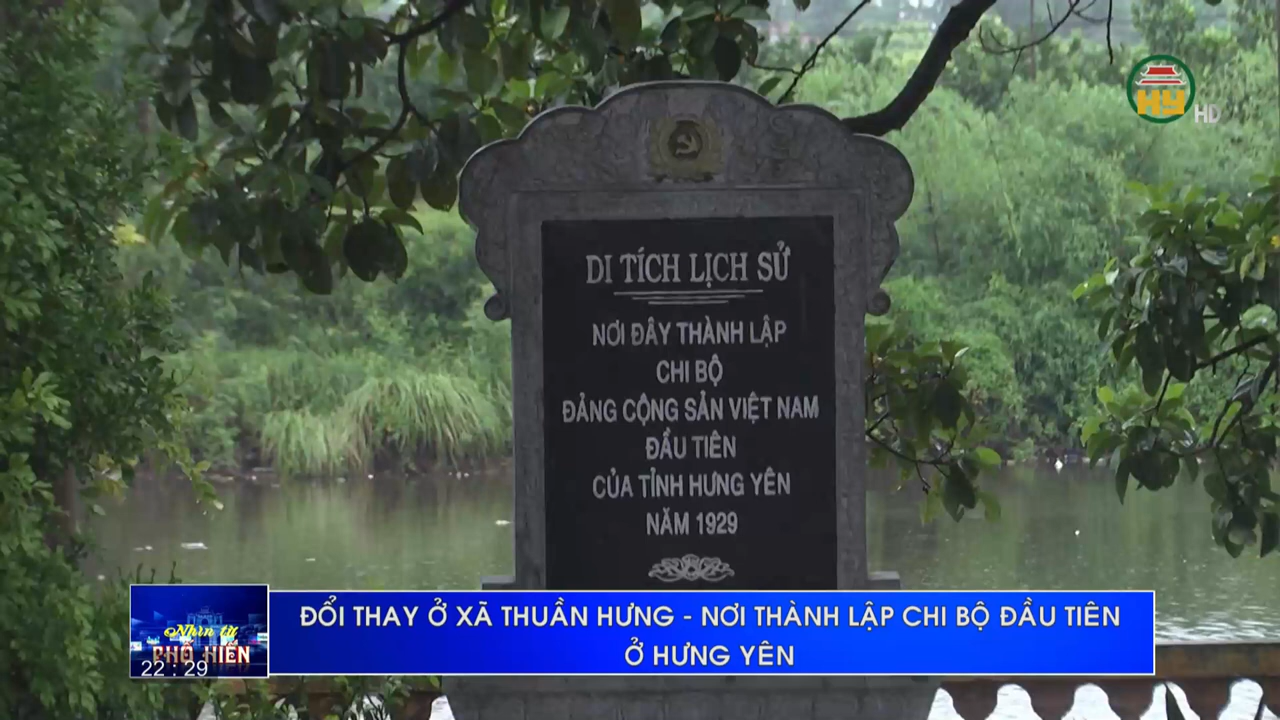 HY HD
DI TÍCH LỊCH SỬ
NƠI ĐÂY THÀNH LẬP
CHI BỘ
ĐẢNG CỘNG SẢN VIỆT NAM
ĐẦU TIÊN
CỦA TỈNH HƯNG YÊN
NĂM 1929
Nhìn từ
PHỐ HIẾN
22 : 29
ĐỔI THAY Ở XÃ THUẦN HƯNG - NƠI THÀNH LẬP CHI BỘ ĐẦU TIÊN
Ở HƯNG YÊN